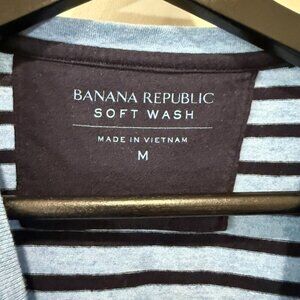 BANANA REPUBLIC
SOFT WASH
MADE IN VIETNAM
M